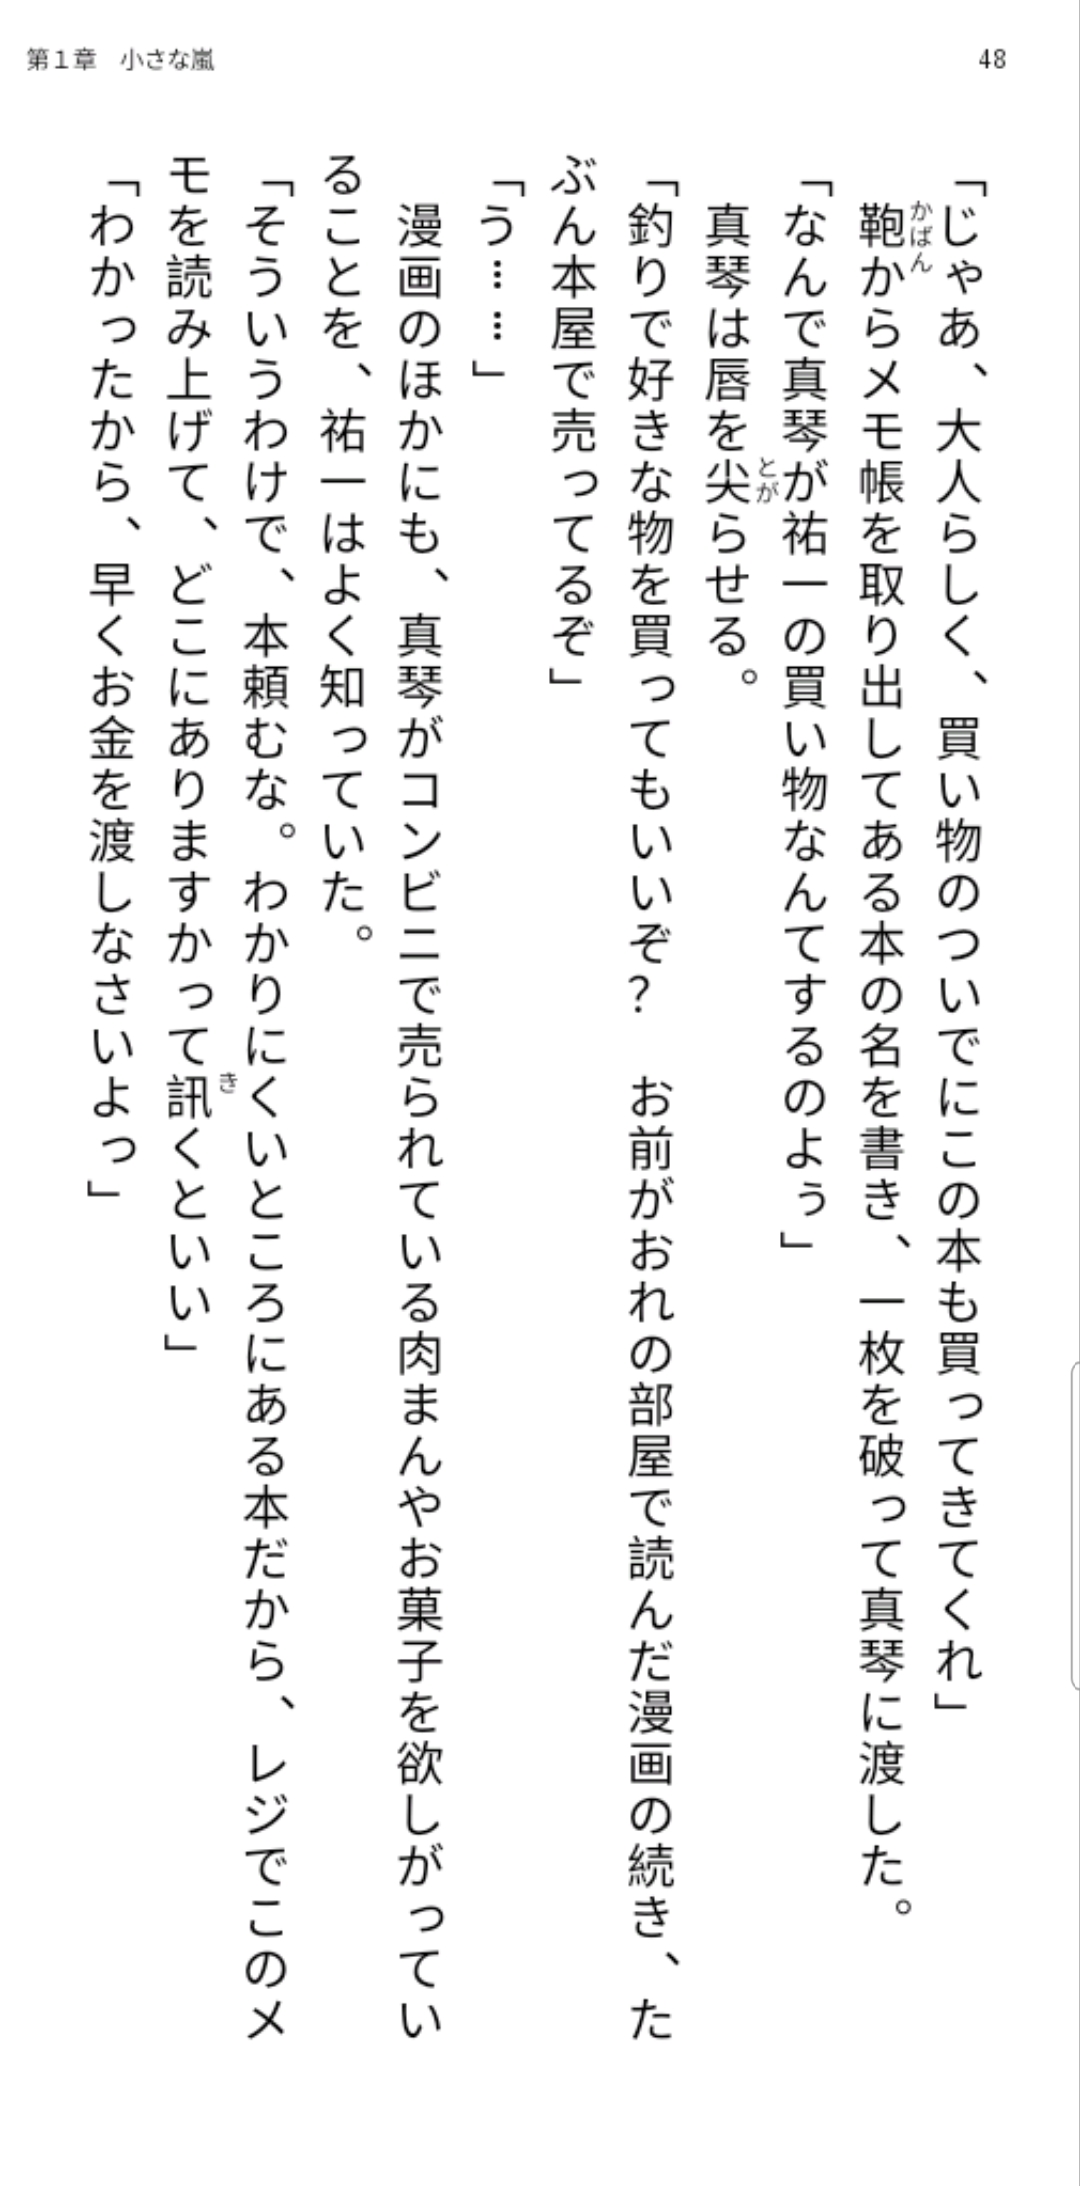 第１章　小さな嵐
48
「じゃあ、大人らしく、買い物のついでにこの本も買ってきてくれ」
　鞄からメモ帳を取り出してある本の名を書き、一枚を破って真琴に渡した。
かばん
「なんで真琴が祐一の買い物なんてするのよぅ」
　真琴は唇を尖らせる。
とが
「釣りで好きな物を買ってもいいぞ？　お前がおれの部屋で読んだ漫画の続き、た
ぶん本屋で売ってるぞ」
「う……」
　漫画のほかにも、真琴がコンビニで売られている肉まんやお菓子を欲しがってい
ることを、祐一はよく知っていた。
「そういうわけで、本頼むな。わかりにくいところにある本だから、レジでこのメ
モを読み上げて、どこにありますかって訊くといい」
き
「わかったから、早くお金を渡しなさいよっ」